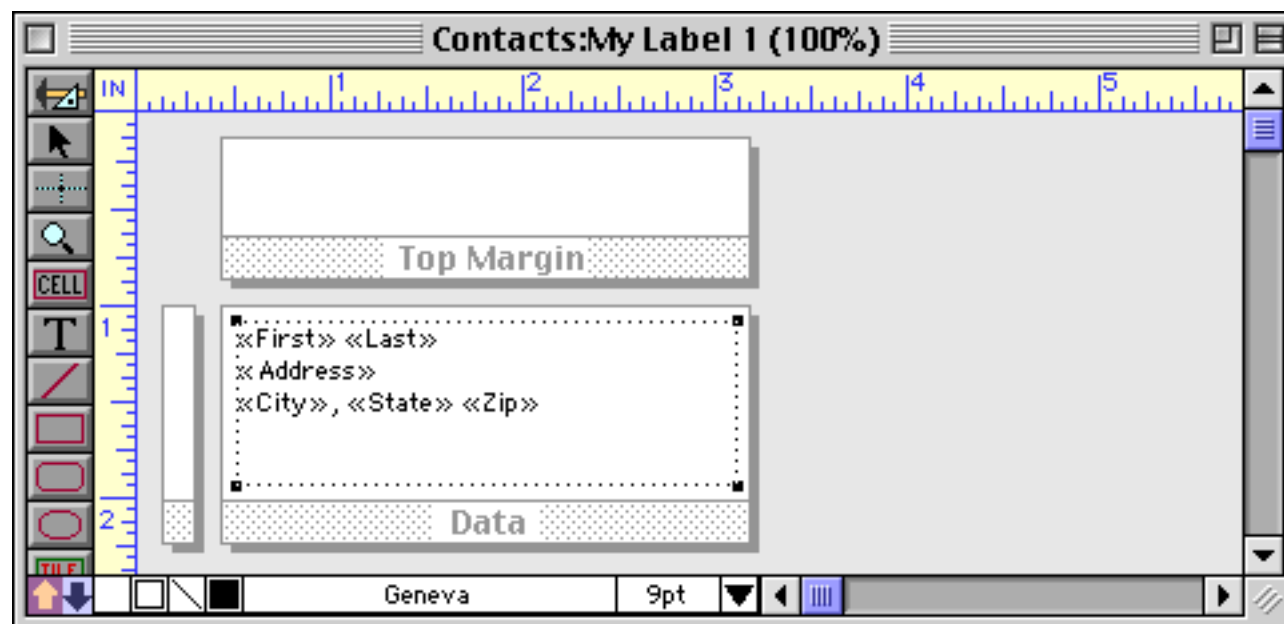 Contacts:My Label 1 (100%)
IN 1 2 3 4 5
Top Margin
CELL
T
1
«First» «Last»
«Address»
«City», «State» «Zip»
2
Data
TILE
Geneva 9pt